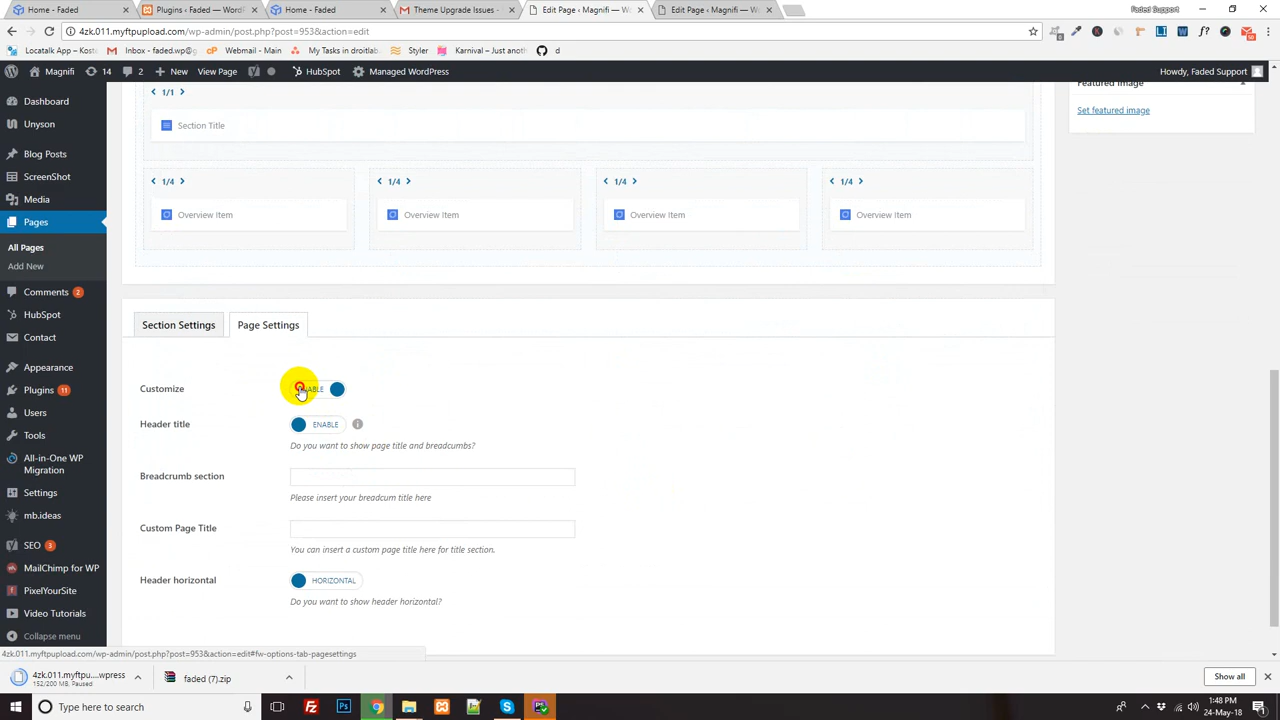 Home - Faded
Plugins ‹ Faded — WordPr
Home - Faded
Theme Upgrade Issues -
Edit Page ‹ Magnifi — W
Edit Page ‹ Magnifi — W
Faded Support
4zk.011.myftpupload.com/wp-admin/post.php?post=953&action=edit
Locatalk App - Conce
Inbox - faded.wp@g
Webmail - Main
My Tasks in
Styler
Karnival – Just anoth
d
Magnifi
14
2
New
View Page
HubSpot
Managed WordPress
Howdy, Faded Support
Dashboard
Unyson
Blog Posts
ScreenShot
Media
Pages
All Pages
Add New
Comments 2
HubSpot
Contact
Appearance
Plugins 11
Users
Tools
All-in-One WP
Migration
Settings
mb.ideas
SEO 3
MailChimp for WP
PixelYourSite
Video Tutorials
Collapse menu
1/1
Section Title
1/4
1/4
1/4
1/4
Overview Item
Overview Item
Overview Item
Overview Item
Featured Image
Set featured image
Section Settings
Page Settings
Customize
Header title
ENABLE
Do you want to show page title and breadcumbs?
Breadcrumb section
Please insert your breadcum title here
Custom Page Title
You can insert a custom page title here for title section.
Header horizontal
HORIZONTAL
Do you want to show header horizontal?
4zk.011.myftpupload.com/wp-admin/post.php?post=953&action=edit#fw-options-tab-pagesettings
4zk.011.myftpu....wpress
152/200 MB, Paused
faded (7).zip
Show all
Type here to search
1:48 PM
24-May-18